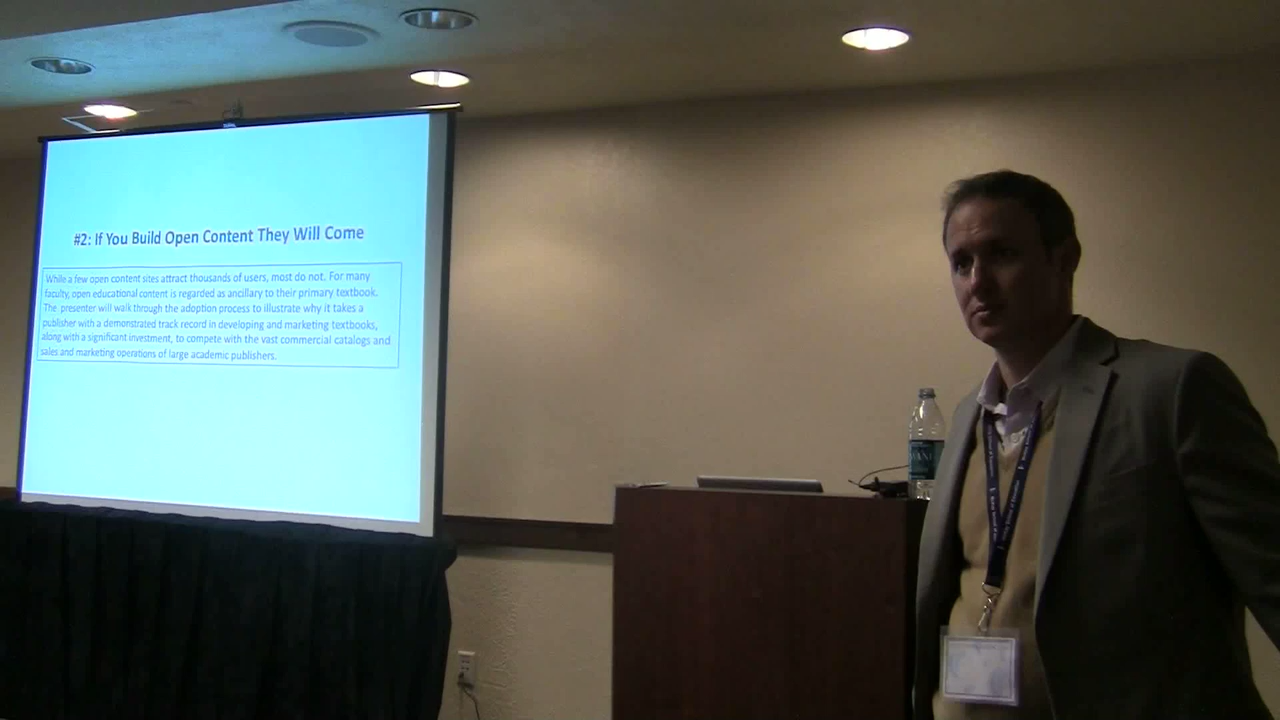 #2: If You Build Open Content They Will Come
While a few open content sites attract thousands of users, most do not. For many
faculty, open educational content is regarded as ancillary to their primary textbook.
The presenter will walk through the adoption process to illustrate why it takes a
publisher with a demonstrated track record in developing and marketing textbooks,
along with a significant investment, to compete with the vast commercial catalogs and
sales and marketing operations of large academic publishers.